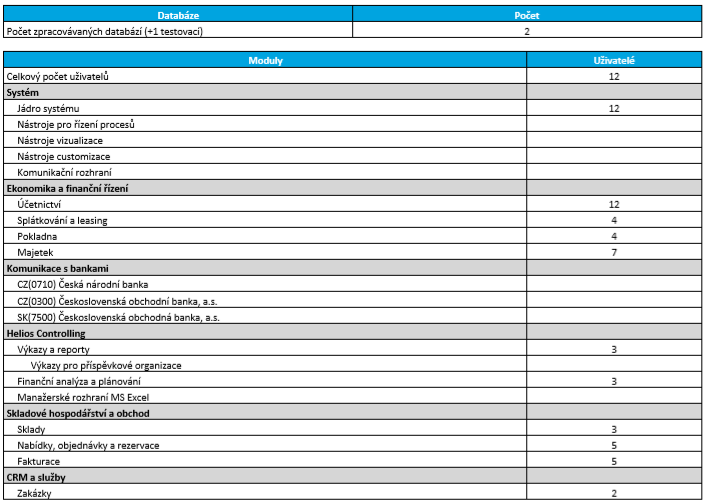 Databáze Počet
Počet zpracovávaných databází (+1 testovací) 2
Moduly Uživatelé
Celkový počet uživatelů 12
Systém
Jádro systému 12
Nástroje pro řízení procesů
Nástroje vizualizace
Nástroje customizace
Komunikační rozhraní
Ekonomika a finanční řízení
Účetnictví 12
Splátkování a leasing 4
Pokladna 4
Majetek 7
Komunikace s bankami
CZ(0710) Česká národní banka
CZ(0300) Československá obchodní banka, a.s.
SK(7500) Československá obchodná banka, a.s.
Helios Controlling
Výkazy a reporty 3
Výkazy pro příspěvkové organizace
Finanční analýza a plánování 3
Manažerské rozhraní MS Excel
Skladové hospodářství a obchod
Sklady 3
Nabídky, objednávky a rezervace 5
Fakturace 5
CRM a služby
Zakázky 2